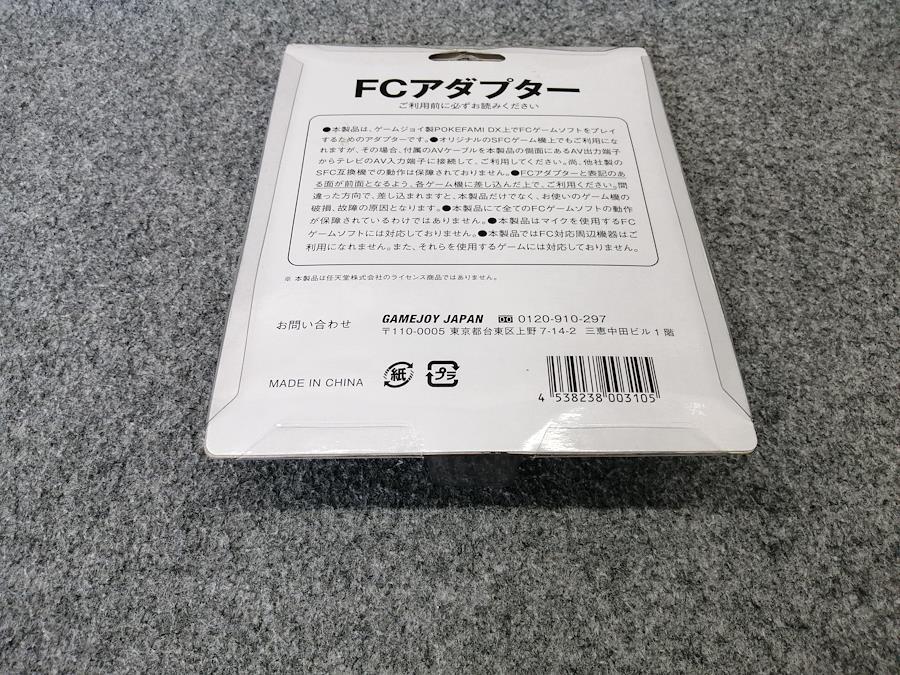 FCアダプター
ご利用前に必ずお読みください
●本製品は、ゲームジョイ製POKEFAMI DX上でFCゲームソフトをプレイ
するためのアダプターです。●オリジナルのSFCゲーム機上でもご利用にな
れますが、その場合、付属のAVケーブルを本製品の側面にあるAV出力端子
からテレビのAV入力端子に接続して、ご利用してください。尚、他社製の
SFC互換機での動作は保障されておりません。●FCアダプターと表記のあ
る面が前面となるよう、各ゲーム機に差し込んだ上で、ご利用ください。間
違った方向で、差し込まれますと、本製品だけでなく、お使いのゲーム機の
破損、故障の原因となります。●本製品にて全てのFCゲームソフトの動作
が保障されているわけではありません。●本製品はマイクを使用するFC
ゲームソフトには対応しておりません。●本製品ではFC対応周辺機器はご
利用になれません。また、それらを使用するゲームには対応しておりません。
※ 本製品は任天堂株式会社のライセンス商品ではありません。
お問い合わせ
GAMEJOY JAPAN 0120-910-297
〒110-0005 東京都台東区上野 7-14-2 三恵中田ビル 1 階
MADE IN CHINA 紙 プラ
4 538238 003105